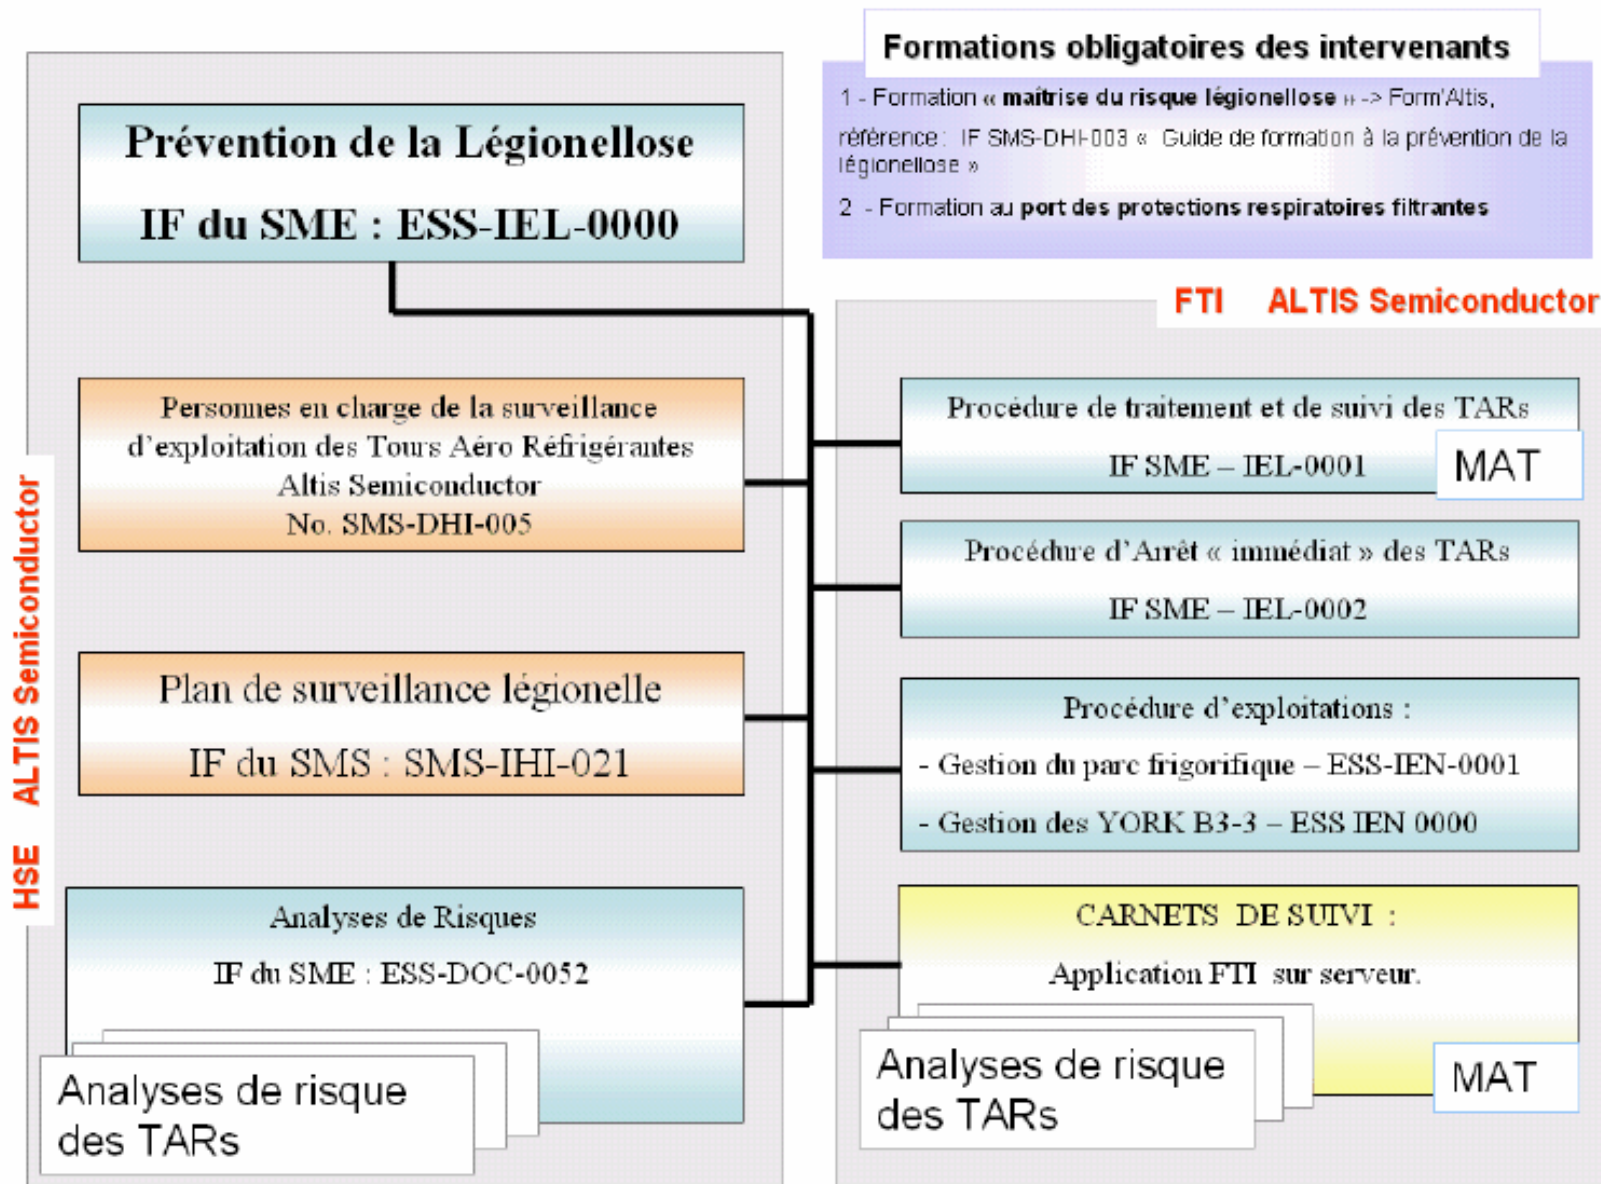 Formations obligatoires des intervenants
1 - Formation « maîtrise du risque légionellose » -> Form'Altis,
référence : IF SMS-DHI-003 « Guide de formation à la prévention de la
légionellose »
2 - Formation au port des protections respiratoires filtrantes
Prévention de la Légionellose
IF du SME : ESS-IEL-0000
HSE ALTIS Semiconductor
Personnes en charge de la surveillance
d'exploitation des Tours Aéro Réfrigérantes
Altis Semiconductor
No. SMS-DHI-005
Plan de surveillance légionelle
IF du SMS : SMS-IHI-021
Analyses de Risques
IF du SME : ESS-DOC-0052
Analyses de risque
des TARs
FTI ALTIS Semiconductor
Procédure de traitement et de suivi des TARs
IF SME – IEL-0001
MAT
Procédure d'Arrêt « immédiat » des TARs
IF SME – IEL-0002
Procédure d'exploitations :
- Gestion du parc frigorifique – ESS-IEN-0001
- Gestion des YORK B3-3 – ESS IEN 0000
CARNETS DE SUIVI :
Application FTI sur serveur.
Analyses de risque
des TARs
MAT